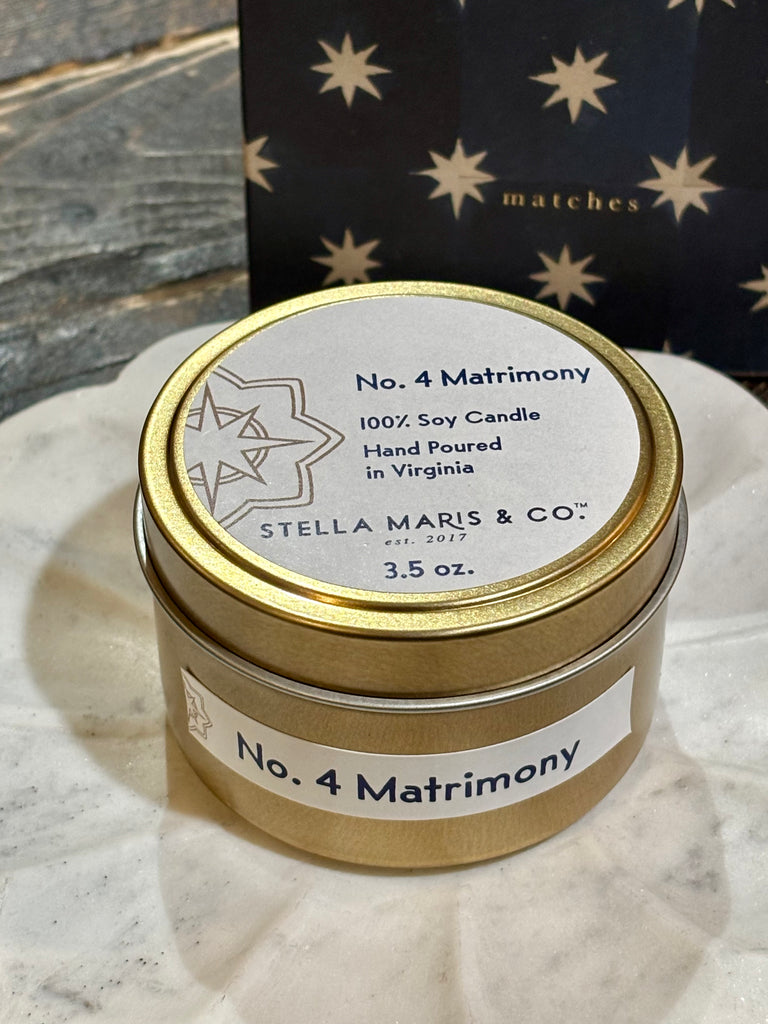 matches
No. 4 Matrimony
100% Soy Candle
Hand Poured
in Virginia
STELLA MARIS & CO.™
est. 2017
3.5 oz.
No. 4 Matrimony